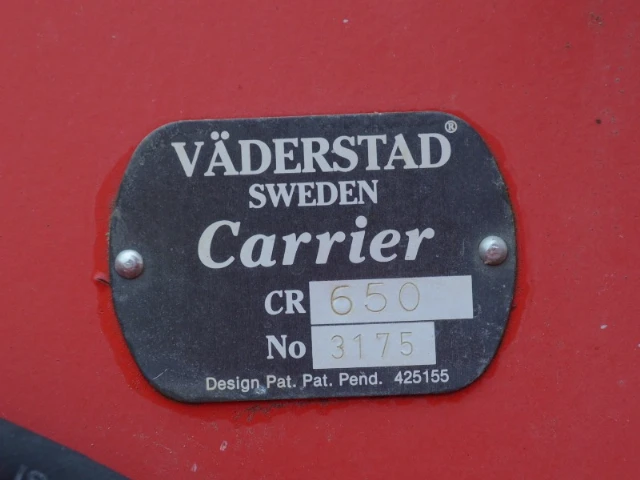 VÄDERSTAD®
SWEDEN
Carrier
CR 650
No 3175
Design Pat. Pat. Pend. 425155